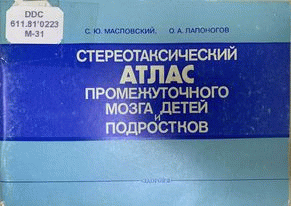 DDC
611.81'0223
М-31
С. Ю. МАСЛОВСКИЙ, О. А. ЛАПОНОГОВ
СТЕРЕОТАКСИЧЕСКИЙ
АТЛАС
ПРОМЕЖУТОЧНОГО
МОЗГА ДЕТЕЙ
И
ПОДРОСТКОВ